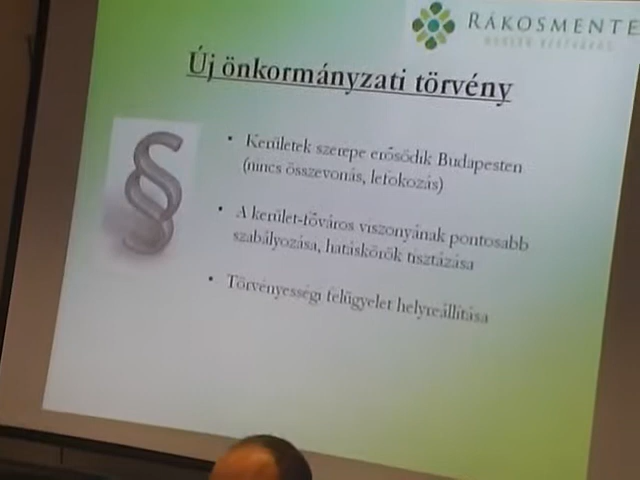 RÁKOSMENTE
Új önkormányzati törvény
• Kerületek szerepe erősödik Budapesten
(nincs összevonás, lefokozás)
• A kerület-főváros viszonyának pontosabb
szabályozása, hatáskörök tisztázása
• Törvényességi felügyelet helyreállítása